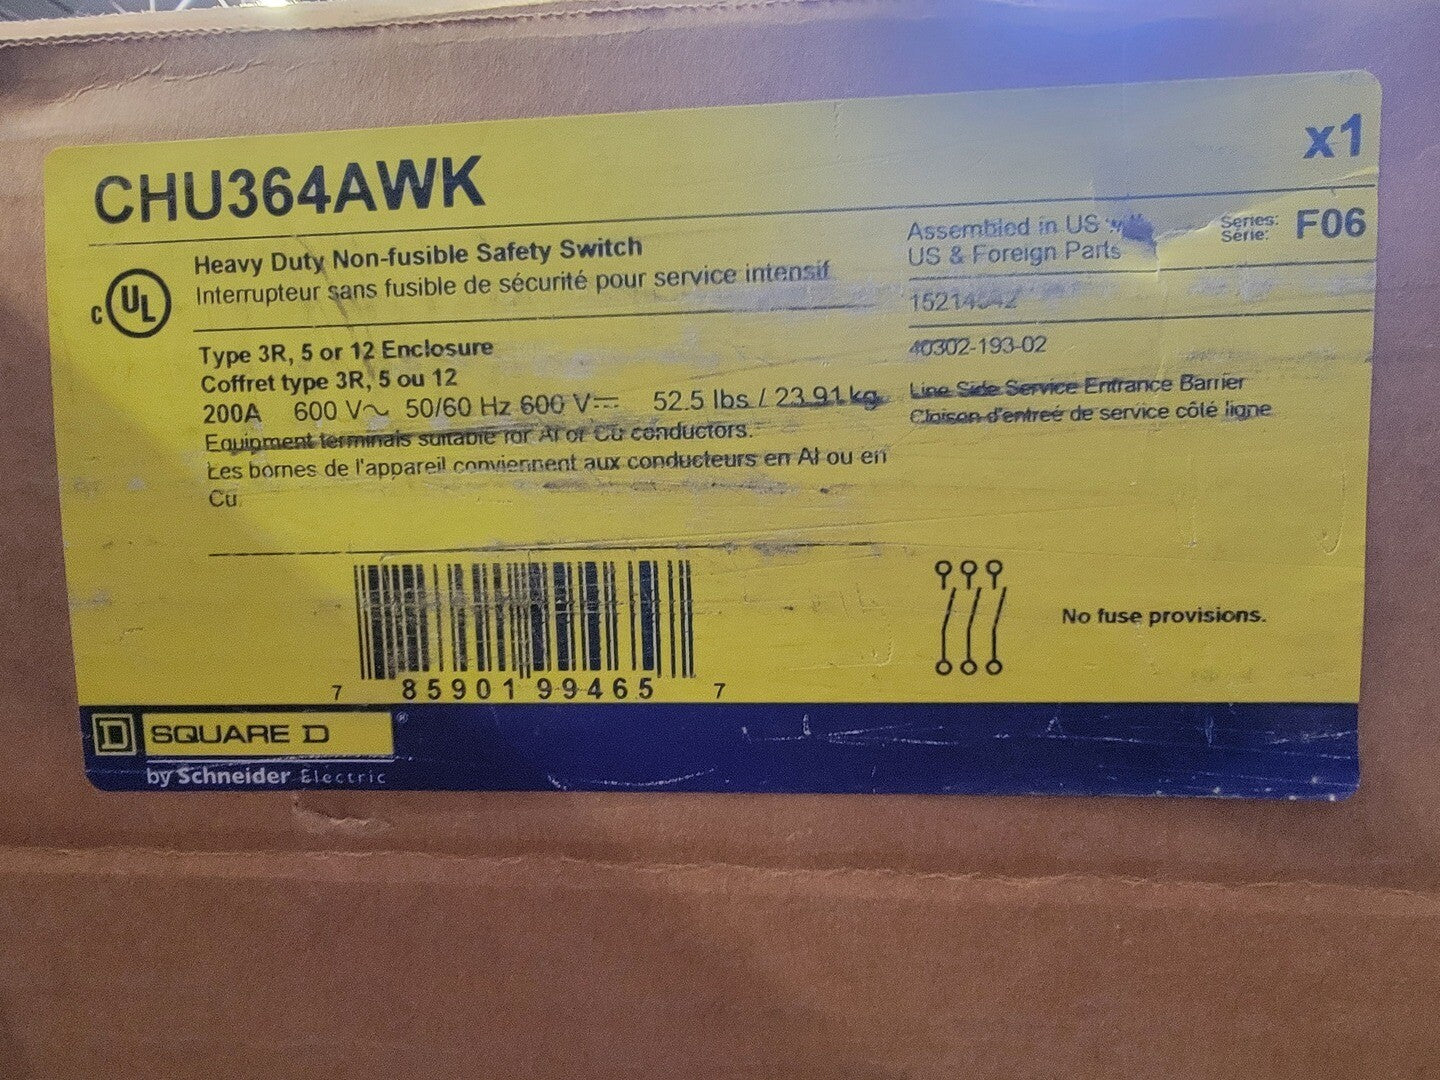 CHU364AWK
x1
Heavy Duty Non-fusible Safety Switch
Interrupteur sans fusible de sécurité pour service intensif
Assembled in US
US & Foreign Parts
Series:
Série:
F06
C UL
40302-193-02
Type 3R, 5 or 12 Enclosure
Coffret type 3R, 5 ou 12
200A 600 V~ 50/60 Hz 600 V⎓ 52.5 lbs / 23.91 kg
Equipment terminals suitable for Al or Cu conductors.
Les bornes de l'appareil conviennent aux conducteurs en Al ou en
Cu.
Line Side Service Entrance Barrier
Cloison d'entreé de service côté ligne
7 85901 99465 7
No fuse provisions.
D SQUARE D ®
by Schneider Electric